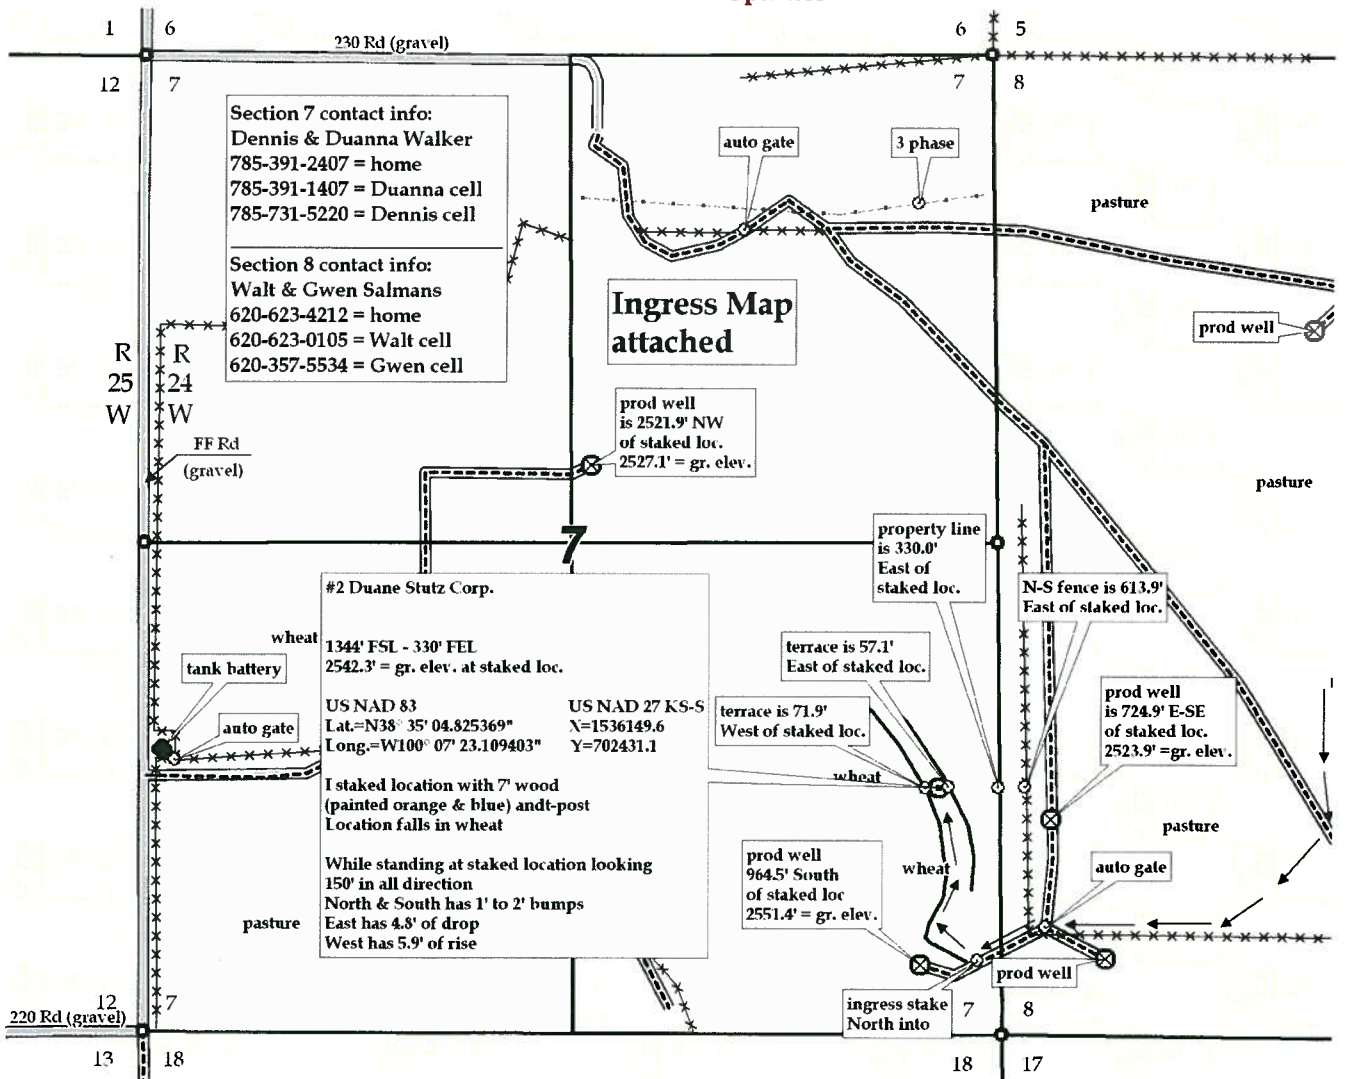 1
6
6
5
230 Rd (gravel)
12
7
7
8
Section 7 contact info:
Dennis & Duanna Walker
785-391-2407 = home
785-391-1407 = Duanna cell
785-731-5220 = Dennis cell
Section 8 contact info:
Walt & Gwen Salmans
620-623-4212 = home
620-623-0105 = Walt cell
620-357-5534 = Gwen cell
auto gate
3 phase
pasture
Ingress Map
attached
prod well
R
25
W
R
24
W
FF Rd
(gravel)
prod well
is 2521.9' NW
of staked loc.
2527.1' = gr. elev.
pasture
7
property line
is 330.0'
East of
staked loc.
N-S fence is 613.9'
East of staked loc.
#2 Duane Stutz Corp.
1344' FSL - 330' FEL
2542.3' = gr. elev. at staked loc.
US NAD 83
Lat.=N38° 35' 04.825369"
Long.=W100° 07' 23.109403"
US NAD 27 KS-S
X=1536149.6
Y=702431.1
I staked location with 7' wood
(painted orange & blue) andt-post
Location falls in wheat
While standing at staked location looking
150' in all direction
North & South has 1' to 2' bumps
East has 4.8' of drop
West has 5.9' of rise
wheat
tank battery
auto gate
pasture
terrace is 57.1'
East of staked loc.
terrace is 71.9'
West of staked loc.
wheat
prod well
is 724.9' E-SE
of staked loc.
2523.9' =gr. elev.
pasture
prod well
964.5' South
of staked loc
2551.4' = gr. elev.
wheat
auto gate
prod well
ingress stake
North into
7
8
12
7
220 Rd (gravel)
13
18
18
17